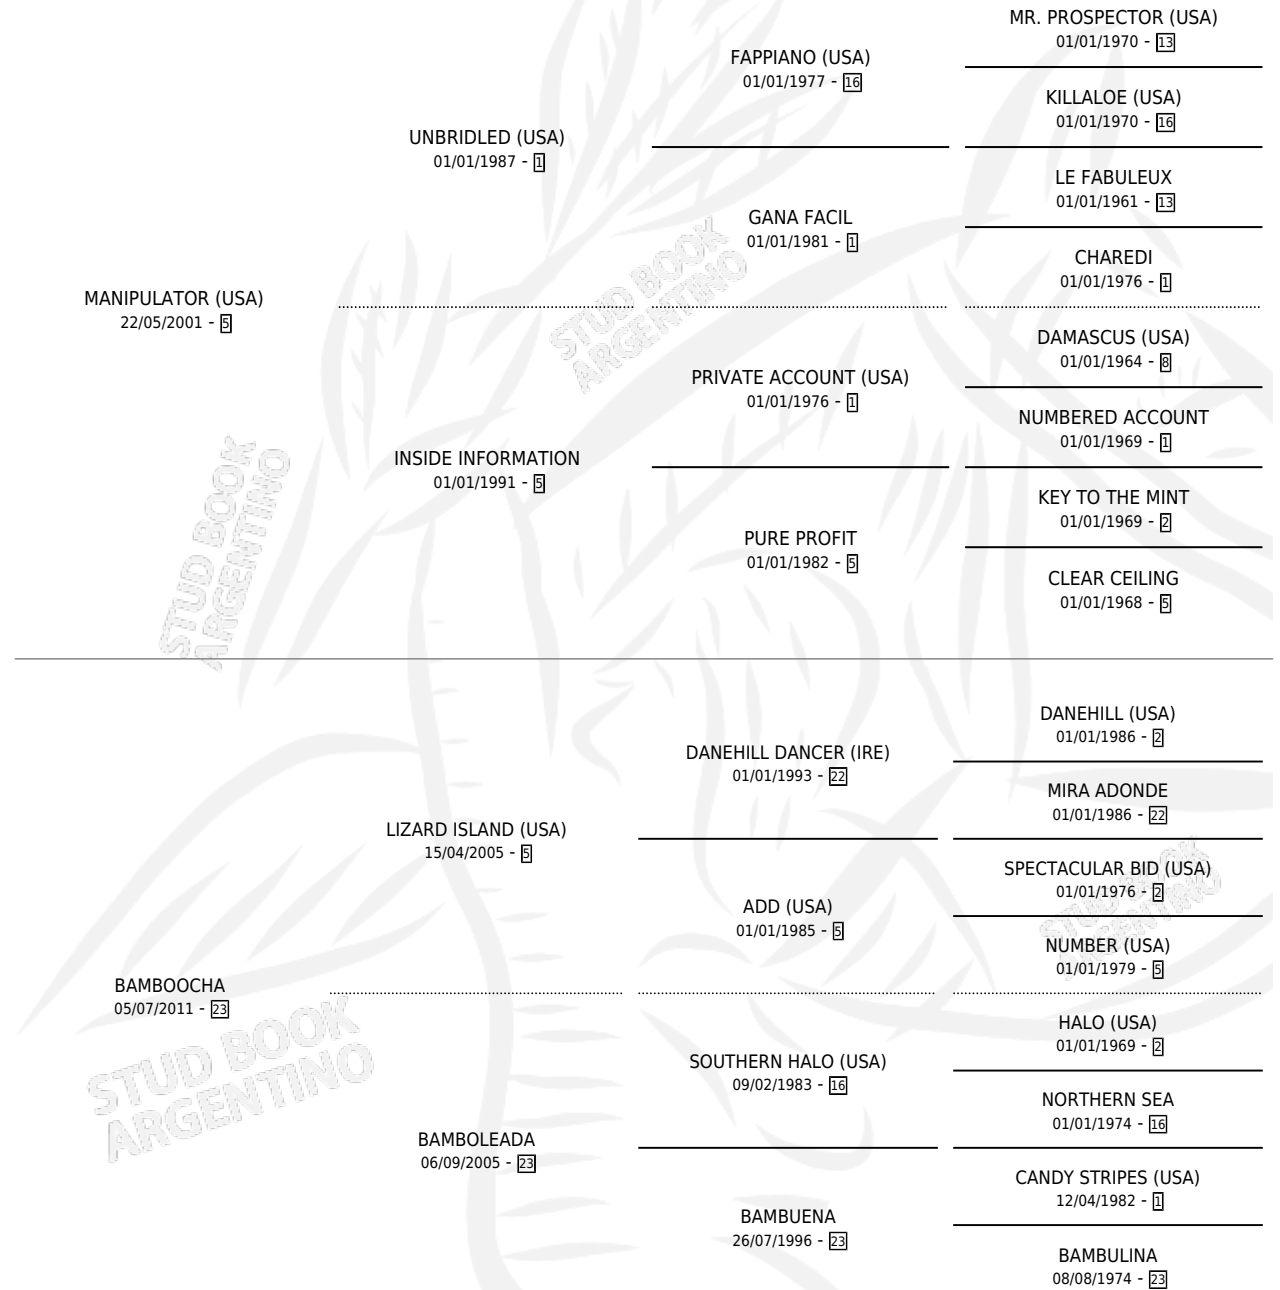 MR. PROSPECTOR (USA)
01/01/1970 - 13
FAPPIANO (USA)
01/01/1977 - 16
KILLALOE (USA)
01/01/1970 - 16
UNBRIDLED (USA)
01/01/1987 - 1
LE FABULEUX
01/01/1961 - 13
GANA FACIL
01/01/1981 - 1
CHAREDI
01/01/1976 - 1
MANIPULATOR (USA)
22/05/2001 - 5
DAMASCUS (USA)
01/01/1964 - 8
PRIVATE ACCOUNT (USA)
01/01/1976 - 1
NUMBERED ACCOUNT
01/01/1969 - 1
INSIDE INFORMATION
01/01/1991 - 5
KEY TO THE MINT
01/01/1969 - 2
PURE PROFIT
01/01/1982 - 5
CLEAR CEILING
01/01/1968 - 5
STUD BOOK
ARGENTINO
STUD BOOK
ARGENTINO
DANEHILL (USA)
01/01/1986 - 2
DANEHILL DANCER (IRE)
01/01/1993 - 22
MIRA ADONDE
01/01/1986 - 22
LIZARD ISLAND (USA)
15/04/2005 - 5
SPECTACULAR BID (USA)
01/01/1976 - 2
ADD (USA)
01/01/1985 - 5
NUMBER (USA)
01/01/1979 - 5
STUD BOOK
ARGENTINO
BAMBOOCHA
05/07/2011 - 23
HALO (USA)
01/01/1969 - 2
SOUTHERN HALO (USA)
09/02/1983 - 16
NORTHERN SEA
01/01/1974 - 16
BAMBOLEADA
06/09/2005 - 23
CANDY STRIPES (USA)
12/04/1982 - 1
BAMBUENA
26/07/1996 - 23
BAMBULINA
08/08/1974 - 23
STUD BOOK
ARGENTINO